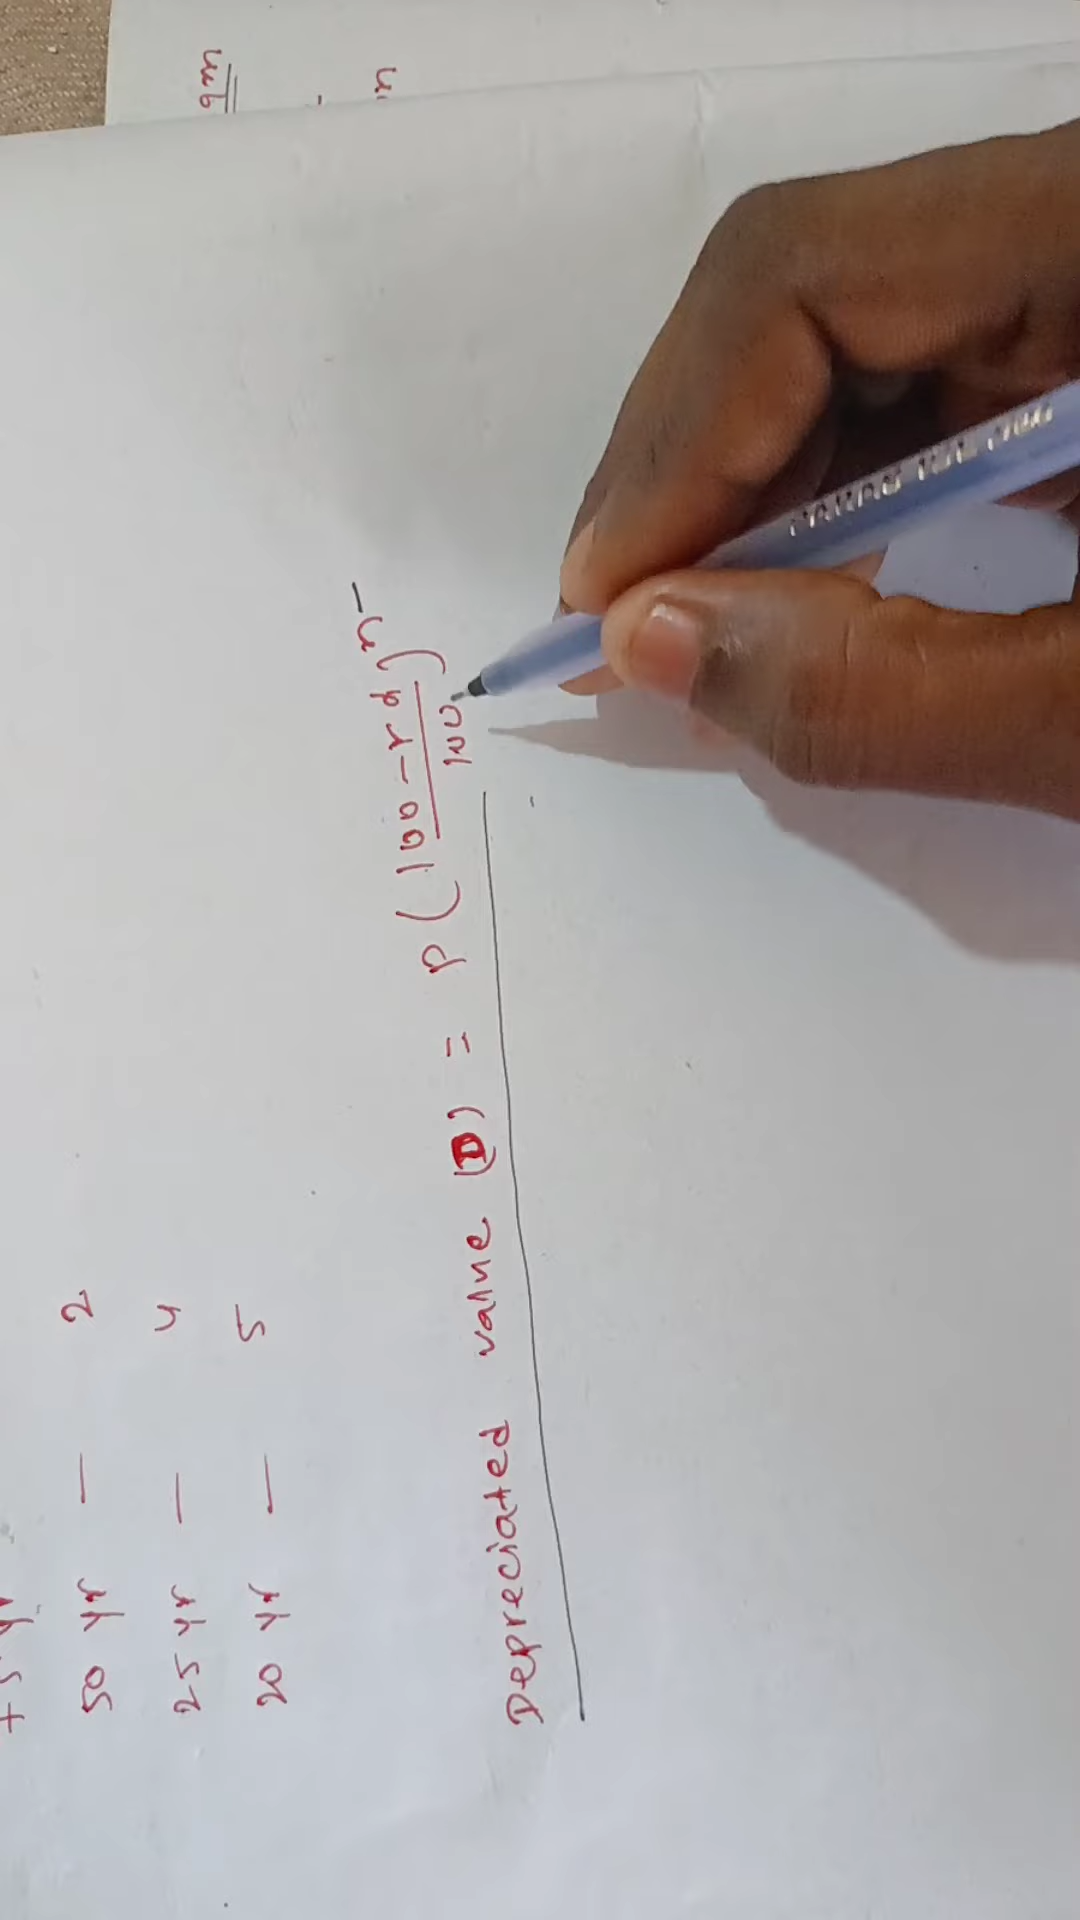 50 yr — 2
25 yr — 4
20 yr — 5
Depreciated value (D) = P(100-rd/100)n